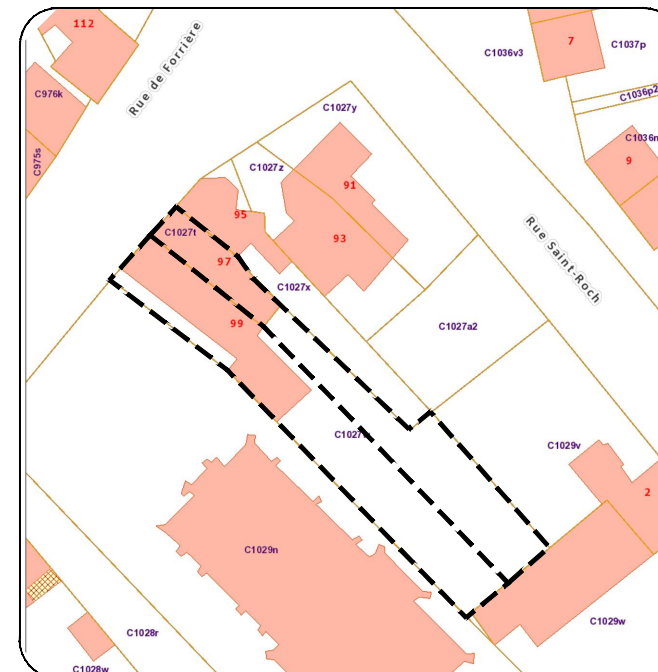 112
Rue de Forrière
C976k
C975s
C1036v3
7
C1037p
C1036p2
9
C1027y
C1027z
91
95
93
C1027t
97
C1027x
99
Rue Saint-Roch
C1027a2
C1029v
2
C1029n
C1029w
C1028r
C1028w